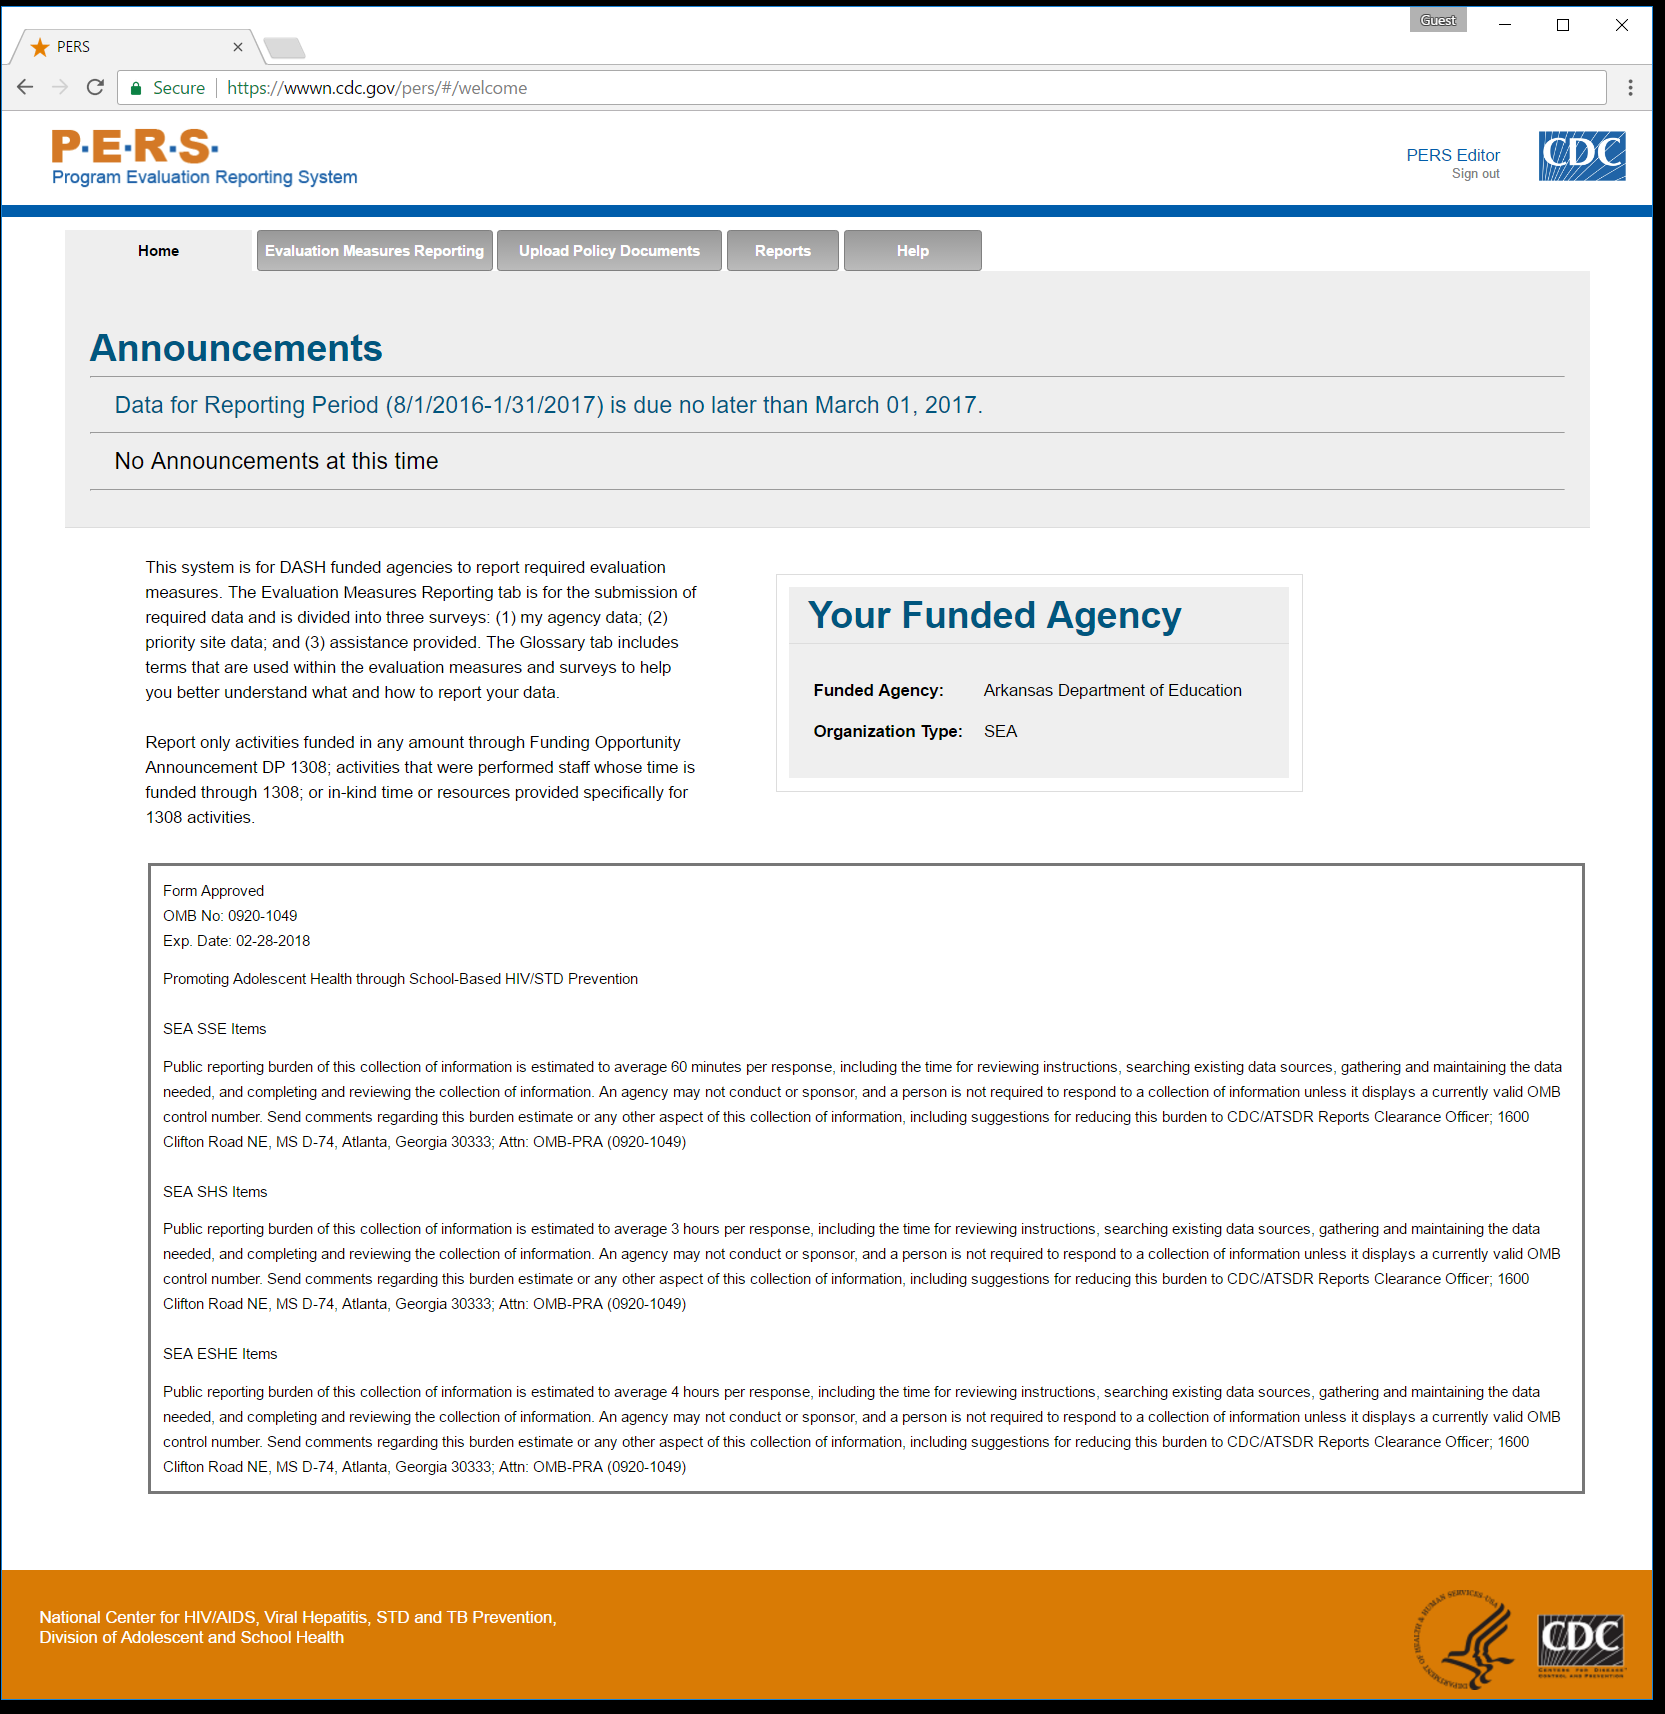 Guest
PERS
Secure
https://wwwn.cdc.gov/pers/#/welcome
P·E·R·S·
Program Evaluation Reporting System
PERS Editor
Sign out
CDC
Home
Evaluation Measures Reporting
Upload Policy Documents
Reports
Help
Announcements
Data for Reporting Period (8/1/2016-1/31/2017) is due no later than March 01, 2017.
No Announcements at this time
This system is for DASH funded agencies to report required evaluation
measures. The Evaluation Measures Reporting tab is for the submission of
required data and is divided into three surveys: (1) my agency data; (2)
priority site data; and (3) assistance provided. The Glossary tab includes
terms that are used within the evaluation measures and surveys to help
you better understand what and how to report your data.
Report only activities funded in any amount through Funding Opportunity
Announcement DP 1308; activities that were performed staff whose time is
funded through 1308; or in-kind time or resources provided specifically for
1308 activities.
Your Funded Agency
Funded Agency: Arkansas Department of Education
Organization Type: SEA
Form Approved
OMB No: 0920-1049
Exp. Date: 02-28-2018
Promoting Adolescent Health through School-Based HIV/STD Prevention
SEA SSE Items
Public reporting burden of this collection of information is estimated to average 60 minutes per response, including the time for reviewing instructions, searching existing data sources, gathering and maintaining the data
needed, and completing and reviewing the collection of information. An agency may not conduct or sponsor, and a person is not required to respond to a collection of information unless it displays a currently valid OMB
control number. Send comments regarding this burden estimate or any other aspect of this collection of information, including suggestions for reducing this burden to CDC/ATSDR Reports Clearance Officer; 1600
Clifton Road NE, MS D-74, Atlanta, Georgia 30333; Attn: OMB-PRA (0920-1049)
SEA SHS Items
Public reporting burden of this collection of information is estimated to average 3 hours per response, including the time for reviewing instructions, searching existing data sources, gathering and maintaining the data
needed, and completing and reviewing the collection of information. An agency may not conduct or sponsor, and a person is not required to respond to a collection of information unless it displays a currently valid OMB
control number. Send comments regarding this burden estimate or any other aspect of this collection of information, including suggestions for reducing this burden to CDC/ATSDR Reports Clearance Officer; 1600
Clifton Road NE, MS D-74, Atlanta, Georgia 30333; Attn: OMB-PRA (0920-1049)
SEA ESHE Items
Public reporting burden of this collection of information is estimated to average 4 hours per response, including the time for reviewing instructions, searching existing data sources, gathering and maintaining the data
needed, and completing and reviewing the collection of information. An agency may not conduct or sponsor, and a person is not required to respond to a collection of information unless it displays a currently valid OMB
control number. Send comments regarding this burden estimate or any other aspect of this collection of information, including suggestions for reducing this burden to CDC/ATSDR Reports Clearance Officer; 1600
Clifton Road NE, MS D-74, Atlanta, Georgia 30333; Attn: OMB-PRA (0920-1049)
National Center for HIV/AIDS, Viral Hepatitis, STD and TB Prevention,
Division of Adolescent and School Health
DEPARTMENT OF HEALTH & HUMAN SERVICES·USA
CDC
CENTERS FOR DISEASE
CONTROL AND PREVENTION